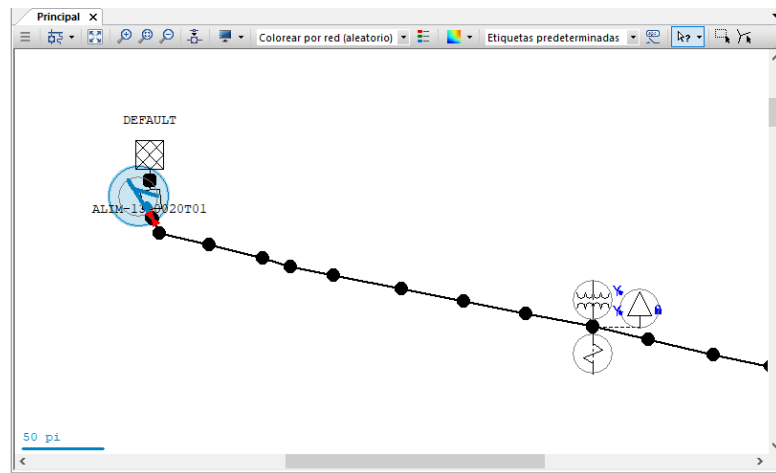 Principal
Colorear por red (aleatorio)
Etiquetas predeterminadas
DEFAULT
50 pi